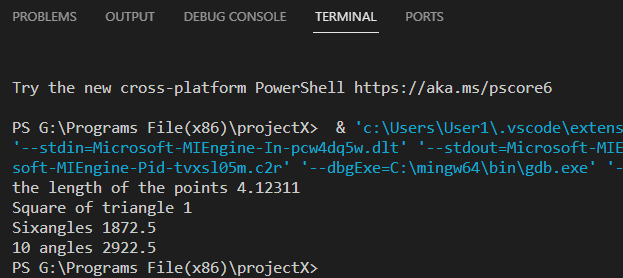 PROBLEMS OUTPUT DEBUG CONSOLE TERMINAL PORTS
Try the new cross-platform PowerShell https://aka.ms/pscore6
PS G:\Programs File(x86)\projectX>  & 'c:\Users\User1\.vscode\extens
'--stdin=Microsoft-MIEngine-In-pcw4dq5w.dlt' '--stdout=Microsoft-MIE
soft-MIEngine-Pid-tvxsl05m.c2r' '--dbgExe=C:\mingw64\bin\gdb.exe' '-
the length of the points 4.12311
Square of triangle 1
Sixangles 1872.5
10 angles 2922.5
PS G:\Programs File(x86)\projectX>